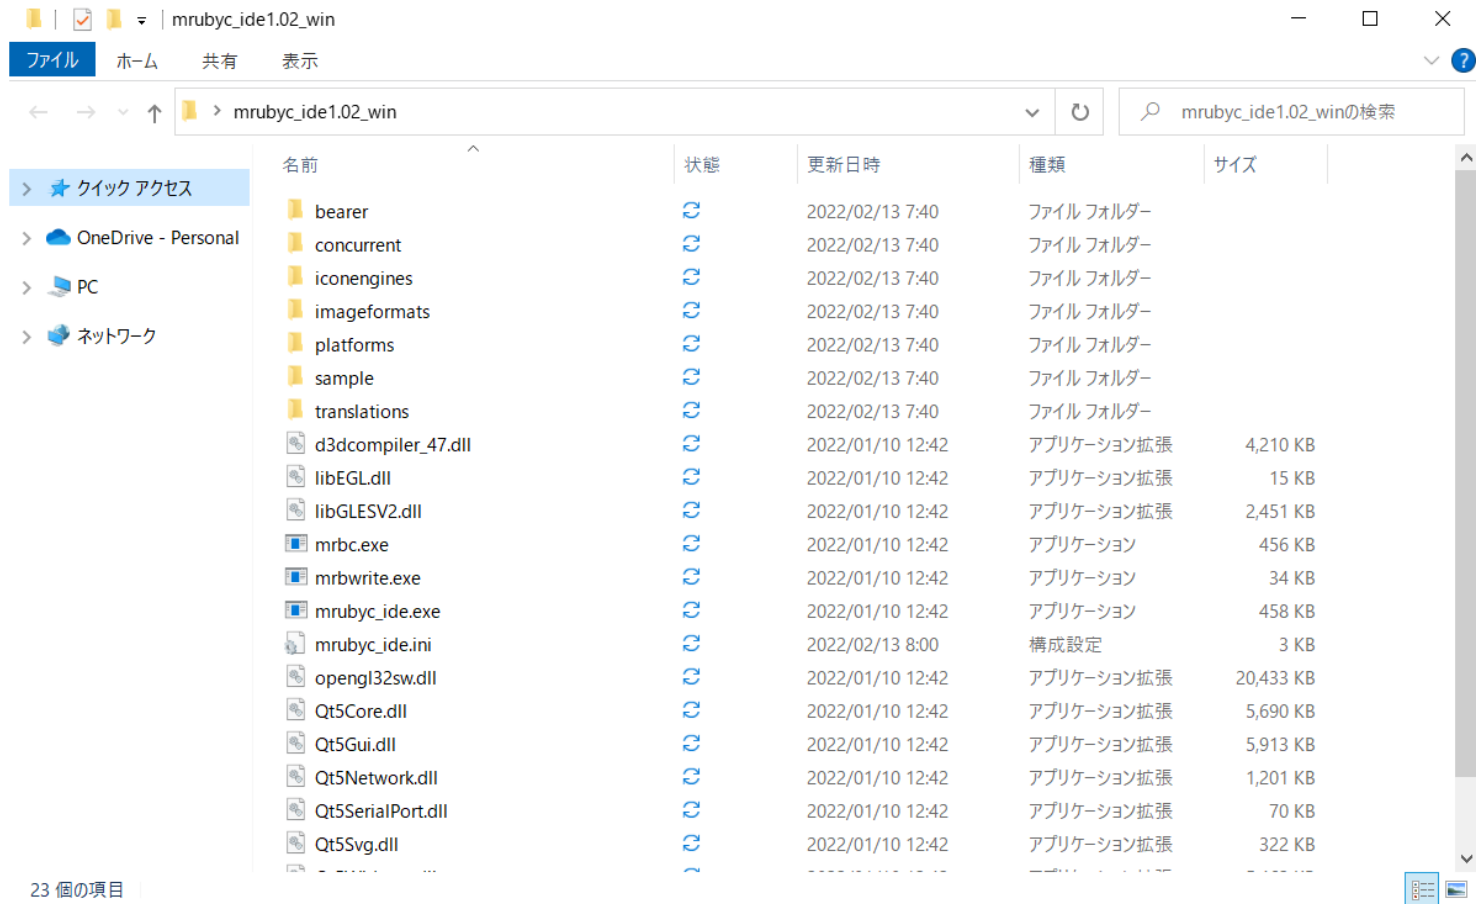 mrubyc_ide1.02_win
ファイル ホーム 共有 表示
mrubyc_ide1.02_win mrubyc_ide1.02_winの検索
名前 状態 更新日時 種類 サイズ
クイック アクセス
OneDrive - Personal
PC
ネットワーク
bearer 2022/02/13 7:40 ファイル フォルダー
concurrent 2022/02/13 7:40 ファイル フォルダー
iconengines 2022/02/13 7:40 ファイル フォルダー
imageformats 2022/02/13 7:40 ファイル フォルダー
platforms 2022/02/13 7:40 ファイル フォルダー
sample 2022/02/13 7:40 ファイル フォルダー
translations 2022/02/13 7:40 ファイル フォルダー
d3dcompiler_47.dll 2022/01/10 12:42 アプリケーション拡張 4,210 KB
libEGL.dll 2022/01/10 12:42 アプリケーション拡張 15 KB
libGLESV2.dll 2022/01/10 12:42 アプリケーション拡張 2,451 KB
mrbc.exe 2022/01/10 12:42 アプリケーション 456 KB
mrbwrite.exe 2022/01/10 12:42 アプリケーション 34 KB
mrubyc_ide.exe 2022/01/10 12:42 アプリケーション 458 KB
mrubyc_ide.ini 2022/02/13 8:00 構成設定 3 KB
opengl32sw.dll 2022/01/10 12:42 アプリケーション拡張 20,433 KB
Qt5Core.dll 2022/01/10 12:42 アプリケーション拡張 5,690 KB
Qt5Gui.dll 2022/01/10 12:42 アプリケーション拡張 5,913 KB
Qt5Network.dll 2022/01/10 12:42 アプリケーション拡張 1,201 KB
Qt5SerialPort.dll 2022/01/10 12:42 アプリケーション拡張 70 KB
Qt5Svg.dll 2022/01/10 12:42 アプリケーション拡張 322 KB
23 個の項目